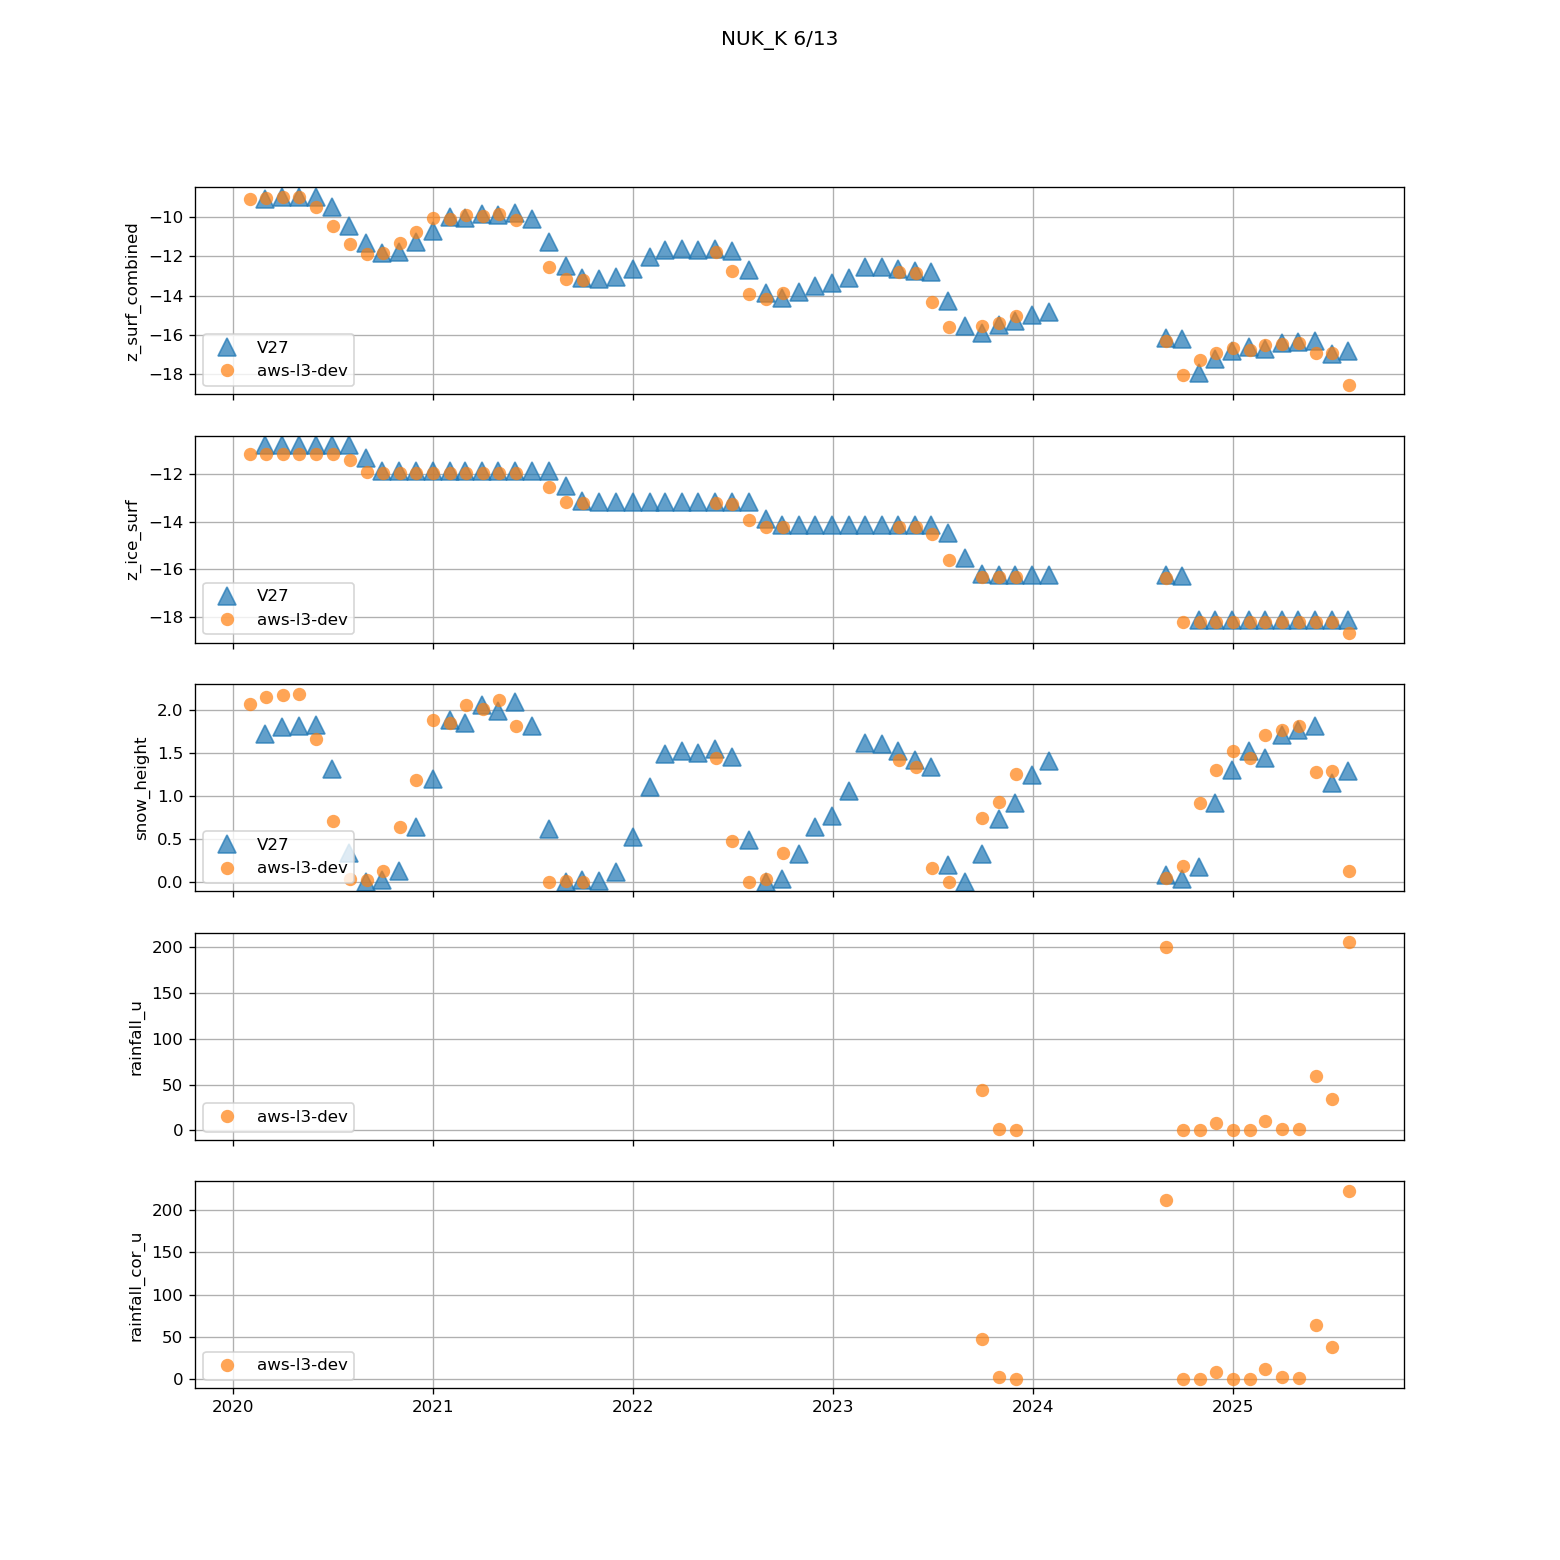 NUK_K 6/13
z_surf_combined
−10
−12
−14
−16
−18
V27
aws-l3-dev
z_ice_surf
−12
−14
−16
−18
V27
aws-l3-dev
snow_height
2.0
1.5
1.0
0.5
0.0
V27
aws-l3-dev
rainfall_u
200
150
100
50
0
aws-l3-dev
rainfall_cor_u
200
150
100
50
0
aws-l3-dev
2020 2021 2022 2023 2024 2025